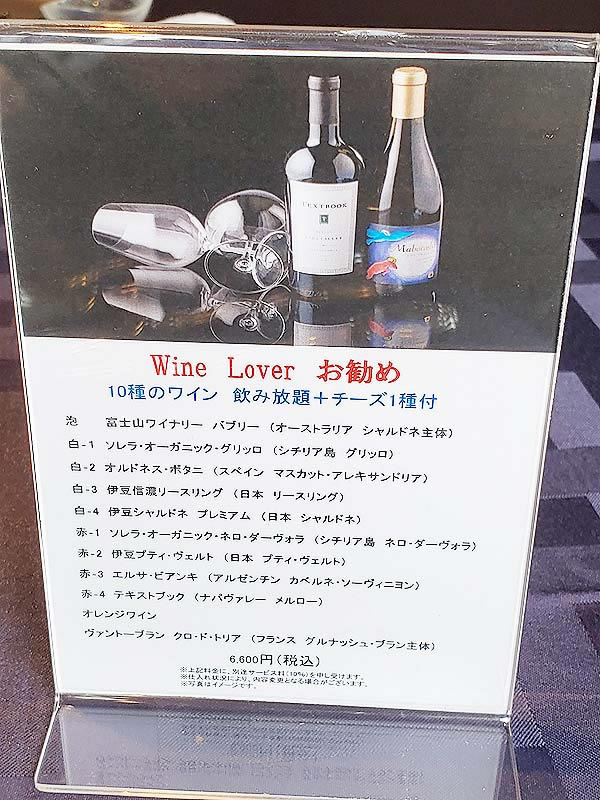 TEXTBOOK
Wine Lover お勧め
10種のワイン 飲み放題＋チーズ1種付
泡 富士山ワイナリー バブリー (オーストラリア シャルドネ主体)
白-1 ソレラ・オーガニック・グリッロ (シチリア島 グリッロ)
白-2 オルドネス・ボタニ (スペイン マスカット・アレキサンドリア)
白-3 伊豆信濃リースリング (日本 リースリング)
白-4 伊豆シャルドネ プレミアム (日本 シャルドネ)
赤-1 ソレラ・オーガニック・ネロ・ダーヴォラ (シチリア島 ネロ・ダーヴォラ)
赤-2 伊豆プティ・ヴェルト (日本 プティ・ヴェルト)
赤-3 エルサ・ビアンキ (アルゼンチン カベルネ・ソーヴィニヨン)
赤-4 テキストブック (ナパヴァレー メルロー)
オレンジワイン
ヴァントーブラン クロ・ド・トリア (フランス グルナッシュ・ブラン主体)
6,600円(税込)
※上記料金に、別途サービス料(10%)を申し受けます。
※仕入れ状況により、内容変更となる場合がございます。
※写真はイメージです。